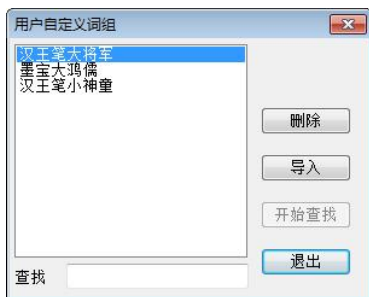 用户自定义词组
汉王笔大将军
墨宝大鸿儒
汉王笔小神童
删除
导入
开始查找
退出
查找